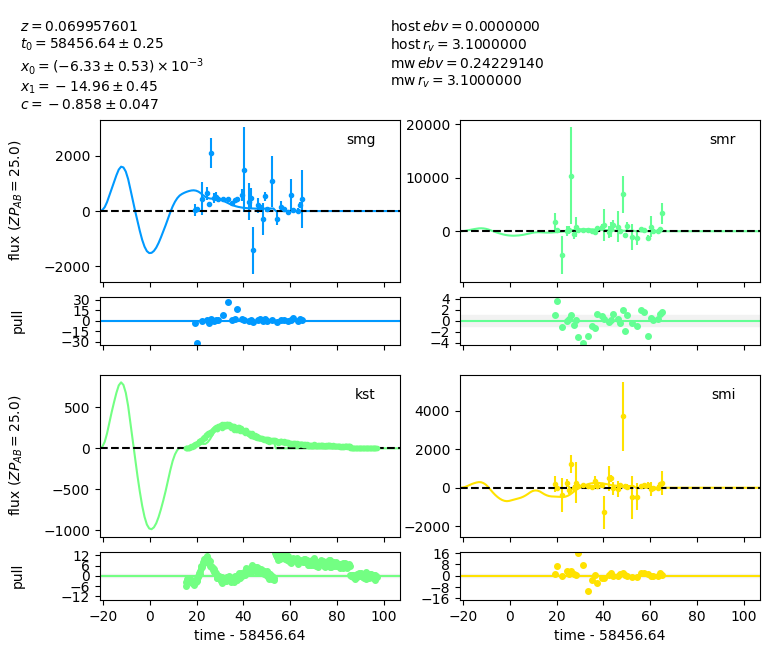 z = 0.069957601
t₀ = 58456.64 ± 0.25
x₀ = (−6.33 ± 0.53) × 10⁻³
x₁ = −14.96 ± 0.45
c = −0.858 ± 0.047
host ebv = 0.0000000
host r_v = 3.1000000
mw ebv = 0.24229140
mw r_v = 3.1000000
smg
2000
0
−2000
flux (ZP_AB = 25.0)
smr
20000
10000
0
30
15
0
−15
−30
pull
4
2
0
−2
−4
kst
500
0
−500
−1000
flux (ZP_AB = 25.0)
smi
4000
2000
0
−2000
12
6
0
−6
−12
pull
−20 0 20 40 60 80 100
time - 58456.64
16
8
0
−8
−16
−20 0 20 40 60 80 100
time - 58456.64